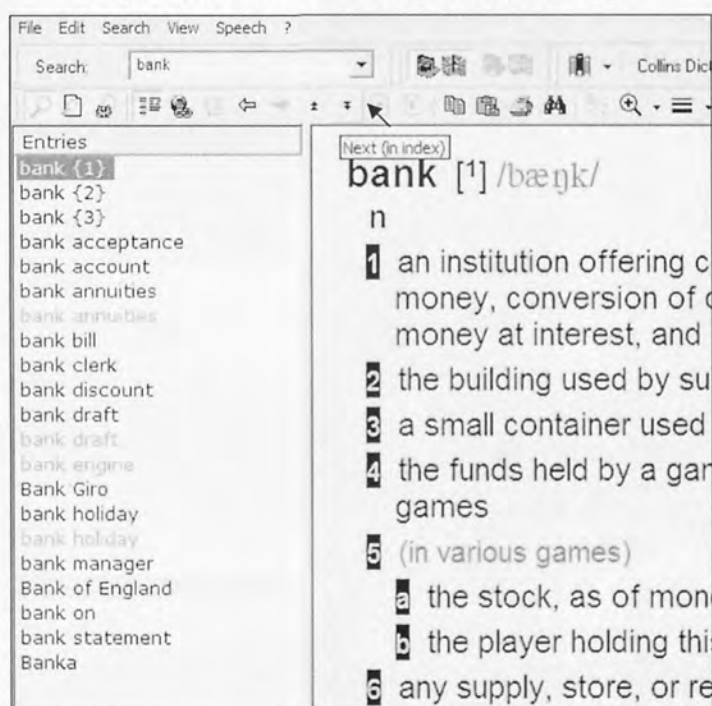 File Edit Search View Speech ?
Search: bank
Collins Dict
Next (in index)
Entries
bank {1}
bank {2}
bank {3}
bank acceptance
bank account
bank annuities
bank annuities
bank bill
bank clerk
bank discount
bank draft
bank draft
bank engine
Bank Giro
bank holiday
bank holiday
bank manager
Bank of England
bank on
bank statement
Banka
bank [1] /bæŋk/
n
1 an institution offering c
money, conversion of
money at interest, and
2 the building used by su
3 a small container used
4 the funds held by a gar
games
5 (in various games)
a the stock, as of mon
b the player holding this
6 any supply, store, or re